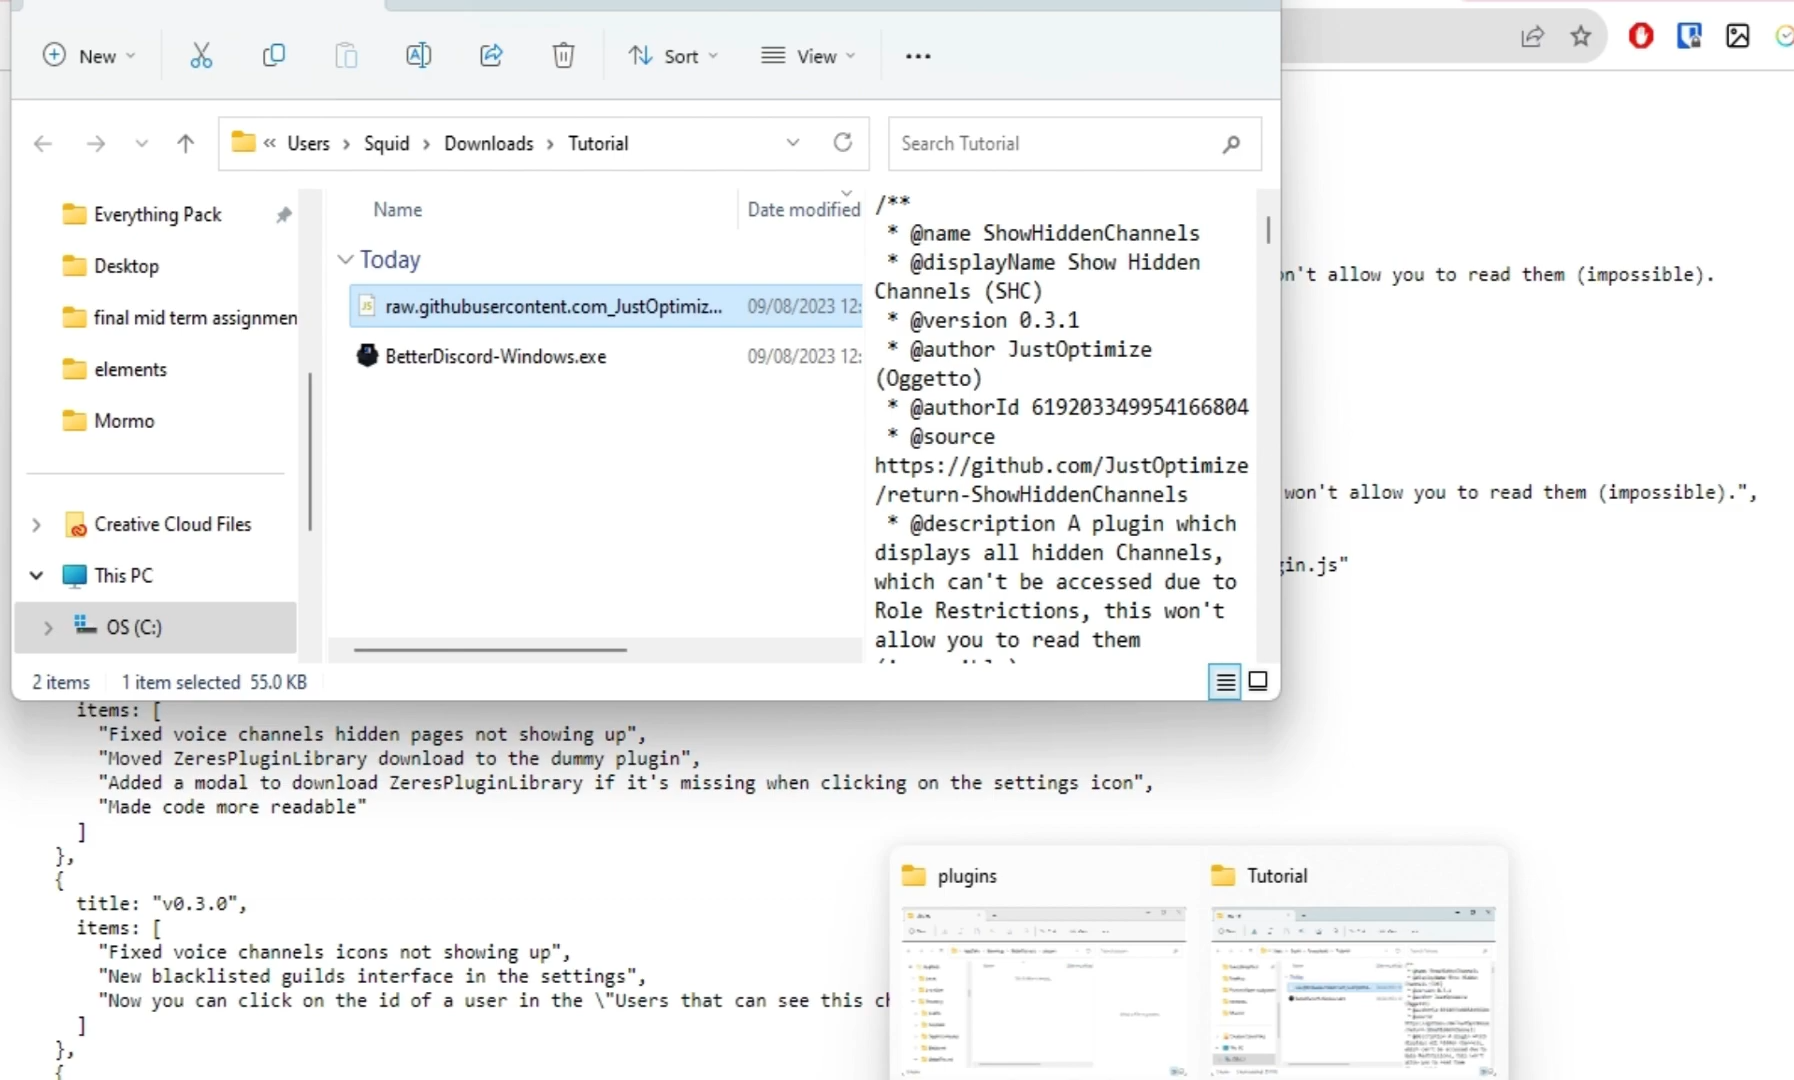 New
Sort
View
Users
Squid
Downloads
Tutorial
Search Tutorial
Everything Pack
Desktop
final mid term assignmen
elements
Mormo
Creative Cloud Files
This PC
OS (C:)
Name
Date modified
Today
raw.githubusercontent.com_JustOptimiz...
09/08/2023 12:
BetterDiscord-Windows.exe
09/08/2023 12:
/**
* @name ShowHiddenChannels
* @displayName Show Hidden
Channels (SHC)
* @version 0.3.1
* @author JustOptimize
(Oggetto)
* @authorId 619203349954166804
* @source
https://github.com/JustOptimize
/return-ShowHiddenChannels
* @description A plugin which
displays all hidden Channels,
which can't be accessed due to
Role Restrictions, this won't
allow you to read them
2 items
1 item selected 55.0 KB
on't allow you to read them (impossible).
won't allow you to read them (impossible).",
gin.js"
items: [
"Fixed voice channels hidden pages not showing up",
"Moved ZeresPluginLibrary download to the dummy plugin",
"Added a modal to download ZeresPluginLibrary if it's missing when clicking on the settings icon",
"Made code more readable"
]
},
{
title: "v0.3.0",
items: [
"Fixed voice channels icons not showing up",
"New blacklisted guilds interface in the settings",
"Now you can click on the id of a user in the \"Users that can see this ch
]
},
{
plugins
Tutorial